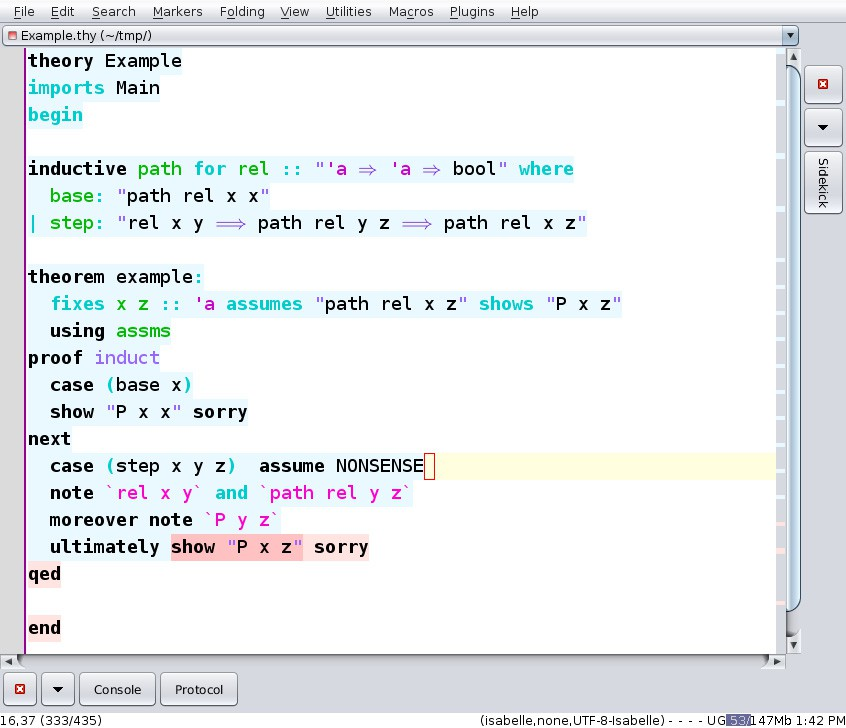 File Edit Search Markers Folding View Utilities Macros Plugins Help
Example.thy (~/tmp/)
theory Example
imports Main
begin
inductive path for rel :: "'a ⇒ 'a ⇒ bool" where
base: "path rel x x"
| step: "rel x y ⟹ path rel y z ⟹ path rel x z"
theorem example:
fixes x z :: 'a assumes "path rel x z" shows "P x z"
using assms
proof induct
case (base x)
show "P x x" sorry
next
case (step x y z)  assume NONSENSE
note `rel x y` and `path rel y z`
moreover note `P y z`
ultimately show "P x z" sorry
qed
end
Sidekick
Console Protocol
16,37 (333/435) (isabelle,none,UTF-8-Isabelle) - - - - UG 53/147Mb 1:42 PM